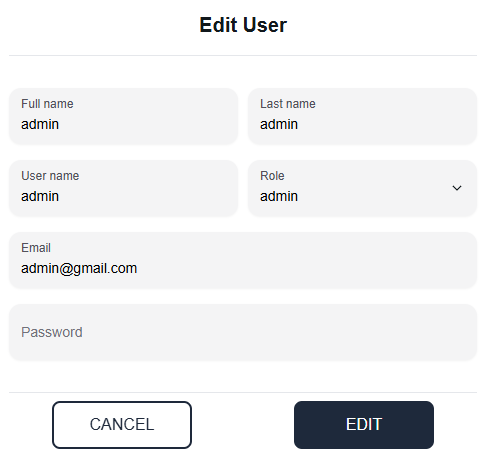 Edit User
Full name
Last name
admin
admin
User name
Role
admin
admin
Email
admin@gmail.com
Password
CANCEL
EDIT